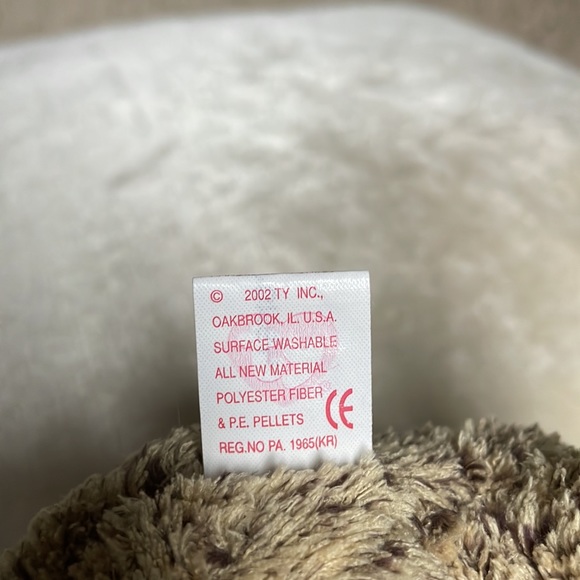 © 2002 TY INC.,
OAKBROOK, IL. U.S.A.
SURFACE WASHABLE
ALL NEW MATERIAL
POLYESTER FIBER
& P.E. PELLETS CE
REG.NO PA. 1965(KR)